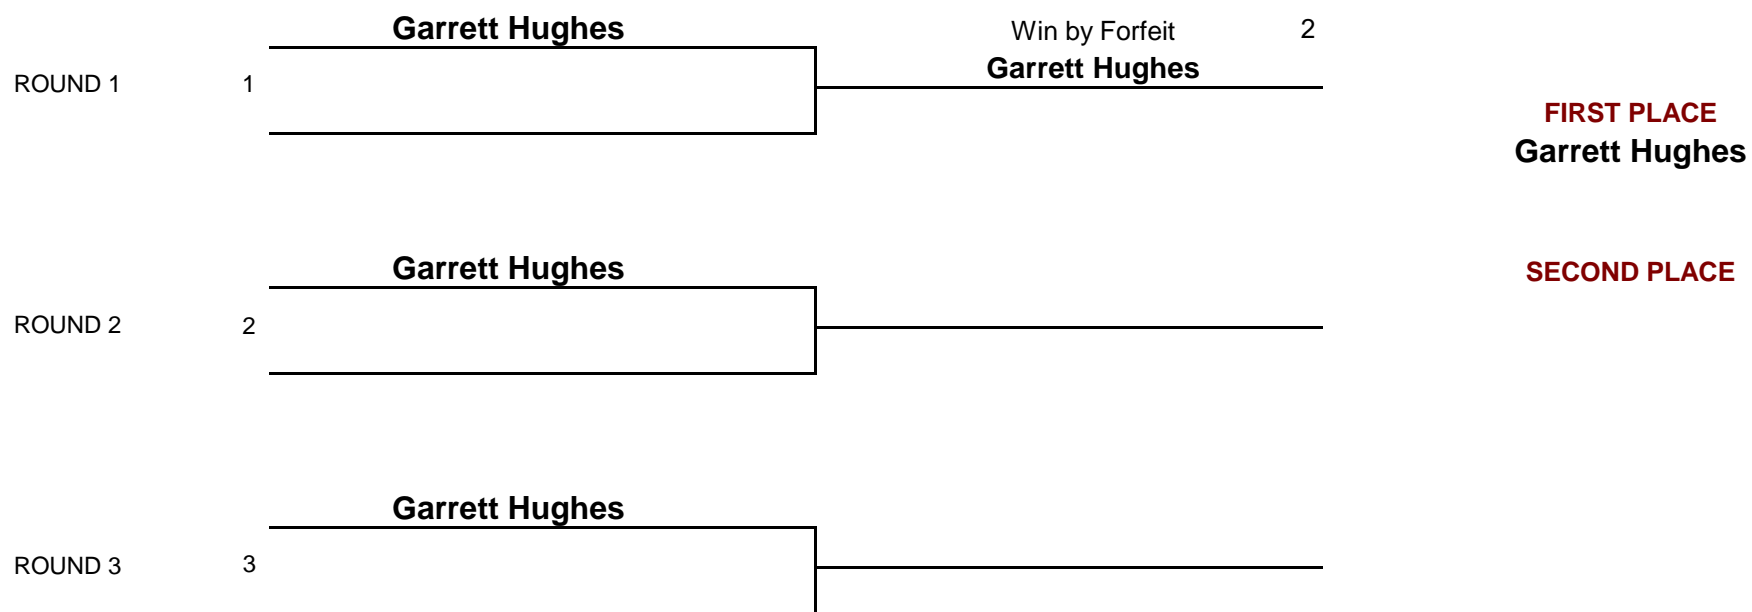 Garrett Hughes
Win by Forfeit 2
Garrett Hughes
ROUND 1 1
FIRST PLACE
Garrett Hughes
Garrett Hughes
SECOND PLACE
ROUND 2 2
Garrett Hughes
ROUND 3 3